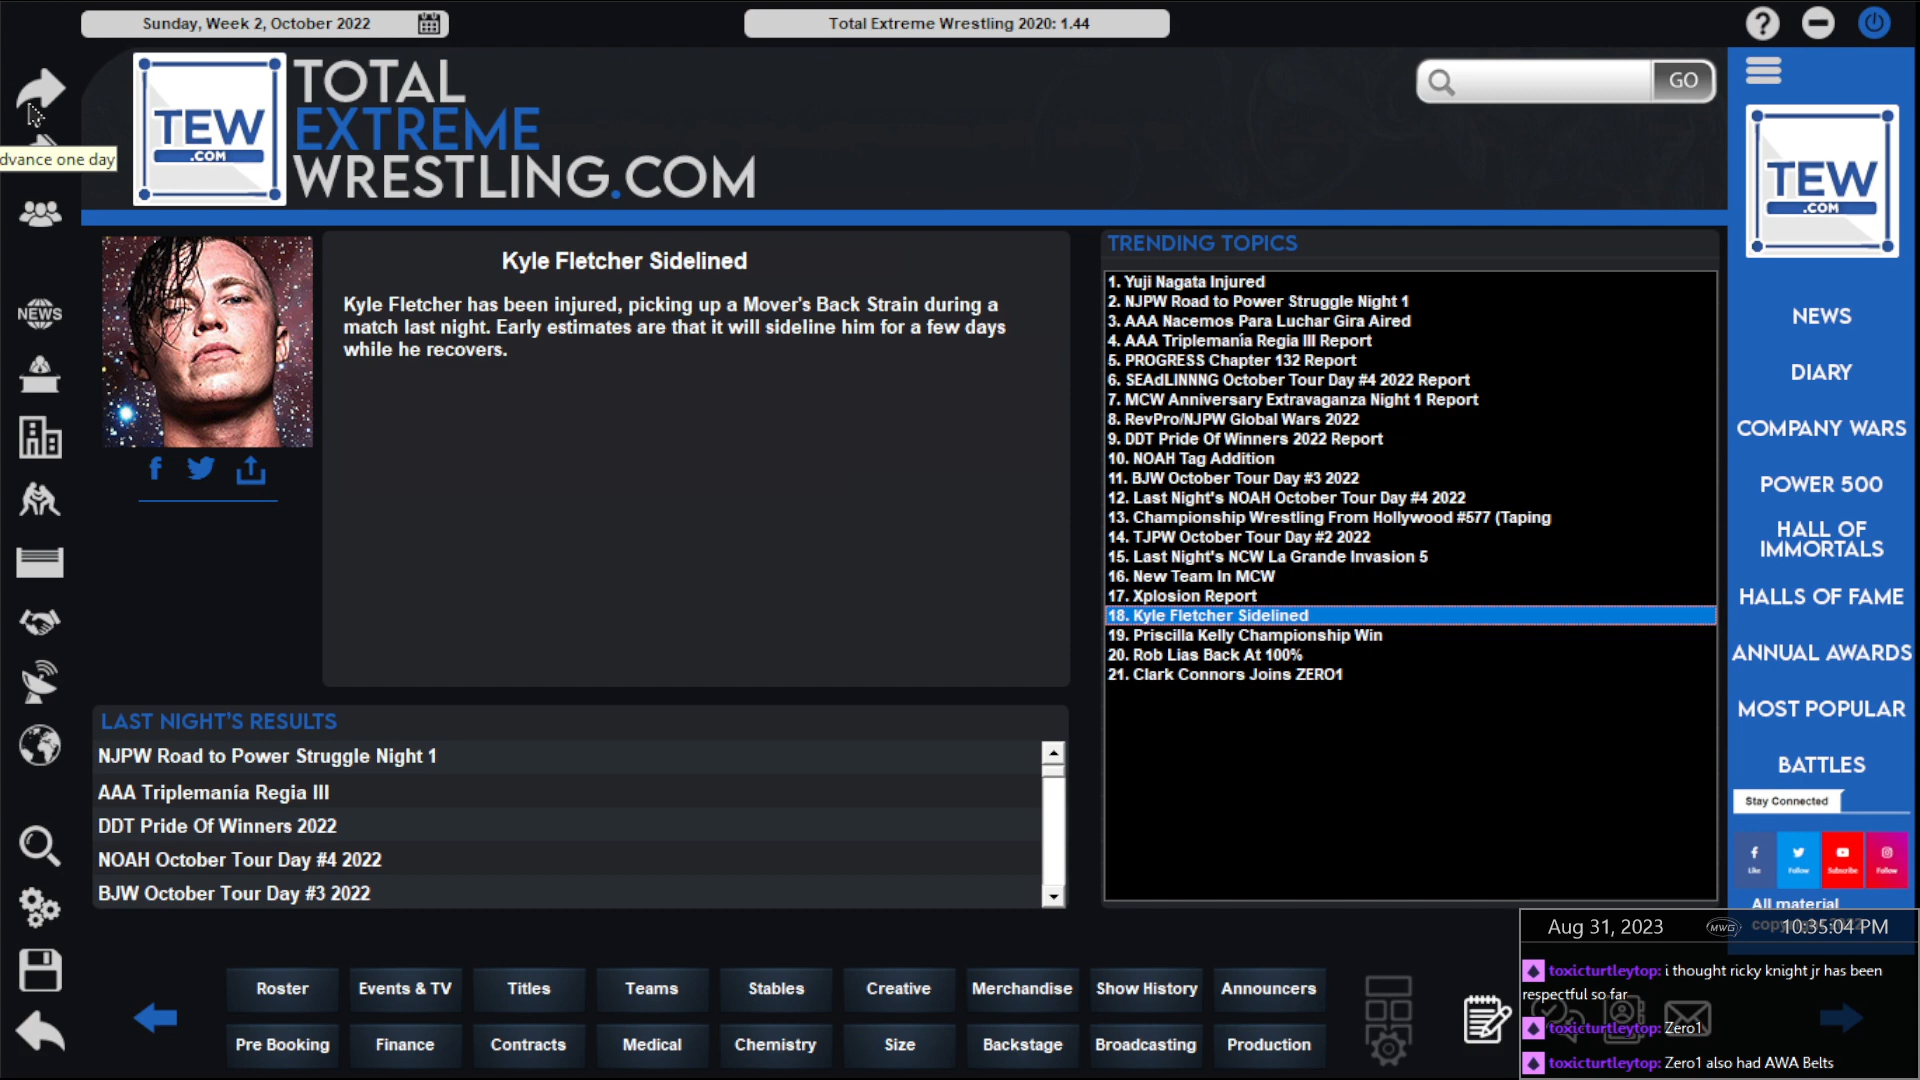 Sunday, Week 2, October 2022
Total Extreme Wrestling 2020: 1.44
TEW
.COM
TOTAL
EXTREME
WRESTLING.COM
GO
dvance one day
TEW
.COM
NEWS
Kyle Fletcher Sidelined
Kyle Fletcher has been injured, picking up a Mover's Back Strain during a
match last night. Early estimates are that it will sideline him for a few days
while he recovers.
TRENDING TOPICS
1. Yuji Nagata Injured
2. NJPW Road to Power Struggle Night 1
3. AAA Nacemos Para Luchar Gira Aired
4. AAA Triplemanía Regia III Report
5. PROGRESS Chapter 132 Report
6. SEAdLINNNG October Tour Day #4 2022 Report
7. MCW Anniversary Extravaganza Night 1 Report
8. RevPro/NJPW Global Wars 2022
9. DDT Pride Of Winners 2022 Report
10. NOAH Tag Addition
11. BJW October Tour Day #3 2022
12. Last Night's NOAH October Tour Day #4 2022
13. Championship Wrestling From Hollywood #577 (Taping
14. TJPW October Tour Day #2 2022
15. Last Night's NCW La Grande Invasion 5
16. New Team In MCW
17. Xplosion Report
18. Kyle Fletcher Sidelined
19. Priscilla Kelly Championship Win
20. Rob Lias Back At 100%
21. Clark Connors Joins ZERO1
NEWS
DIARY
COMPANY WARS
POWER 500
HALL OF
IMMORTALS
HALLS OF FAME
ANNUAL AWARDS
MOST POPULAR
BATTLES
Stay Connected
Like
Follow
Subscribe
Follow
All material
LAST NIGHT'S RESULTS
NJPW Road to Power Struggle Night 1
AAA Triplemanía Regia III
DDT Pride Of Winners 2022
NOAH October Tour Day #4 2022
BJW October Tour Day #3 2022
Aug 31, 2023
MWG
10:35:04 PM
toxicturtleytop: i thought ricky knight jr has been
respectful so far
toxicturtleytop: Zero1
toxicturtleytop: Zero1 also had AWA Belts
Roster
Events & TV
Titles
Teams
Stables
Creative
Merchandise
Show History
Announcers
Pre Booking
Finance
Contracts
Medical
Chemistry
Size
Backstage
Broadcasting
Production